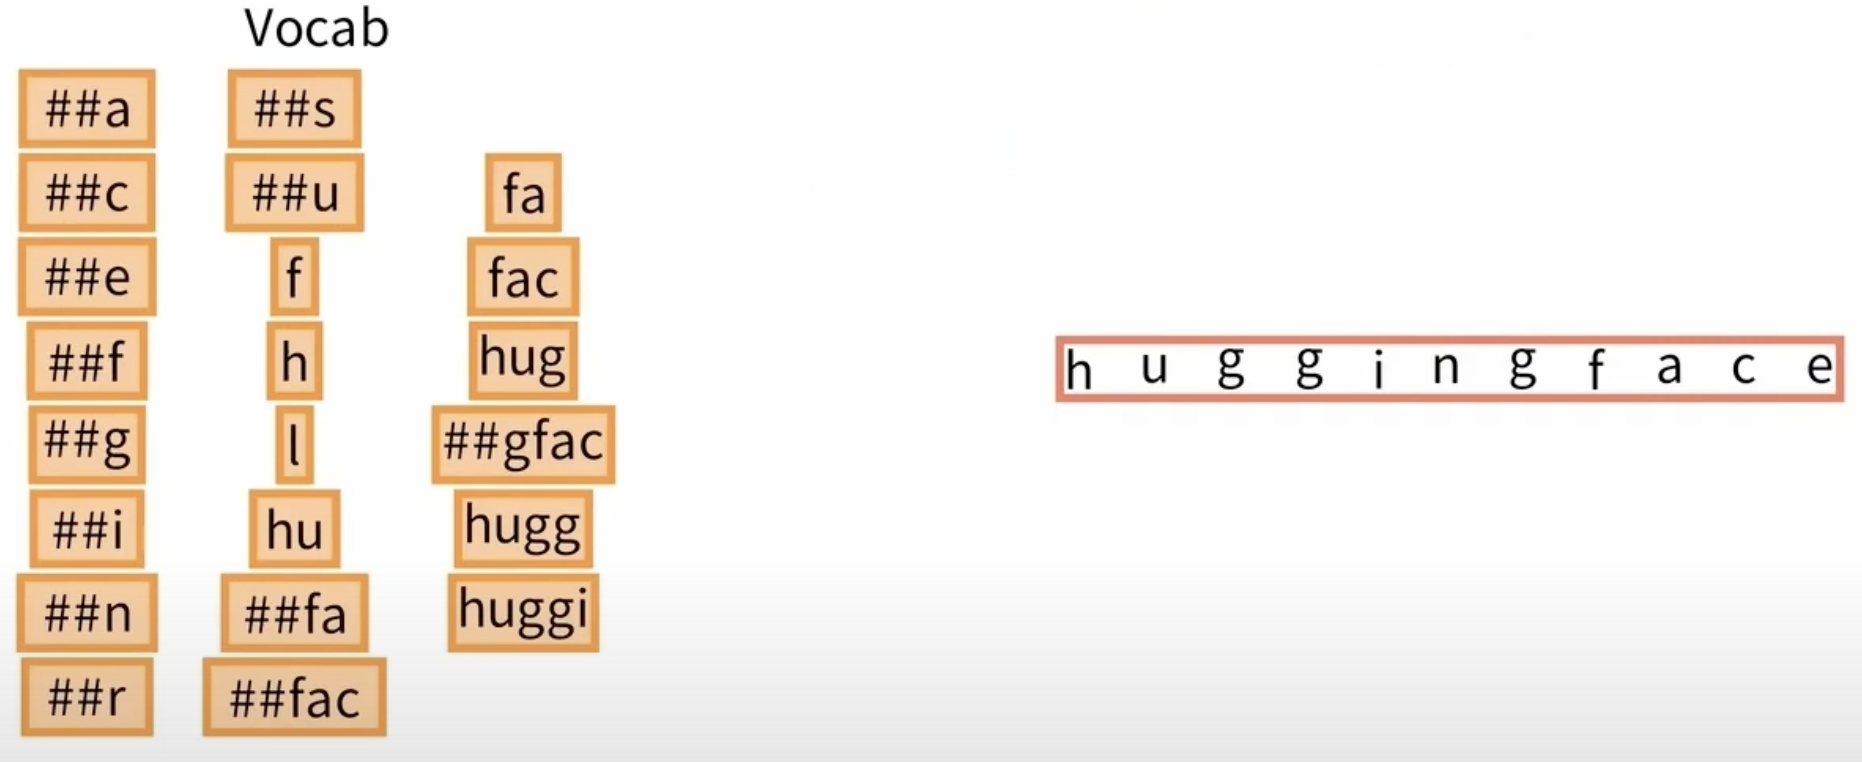 Vocab
##a
##c
##e
##f
##g
##i
##n
##r
##s
##u
f
h
l
hu
##fa
##fac
fa
fac
hug
##gfac
hugg
huggi
h u g g i n g f a c e